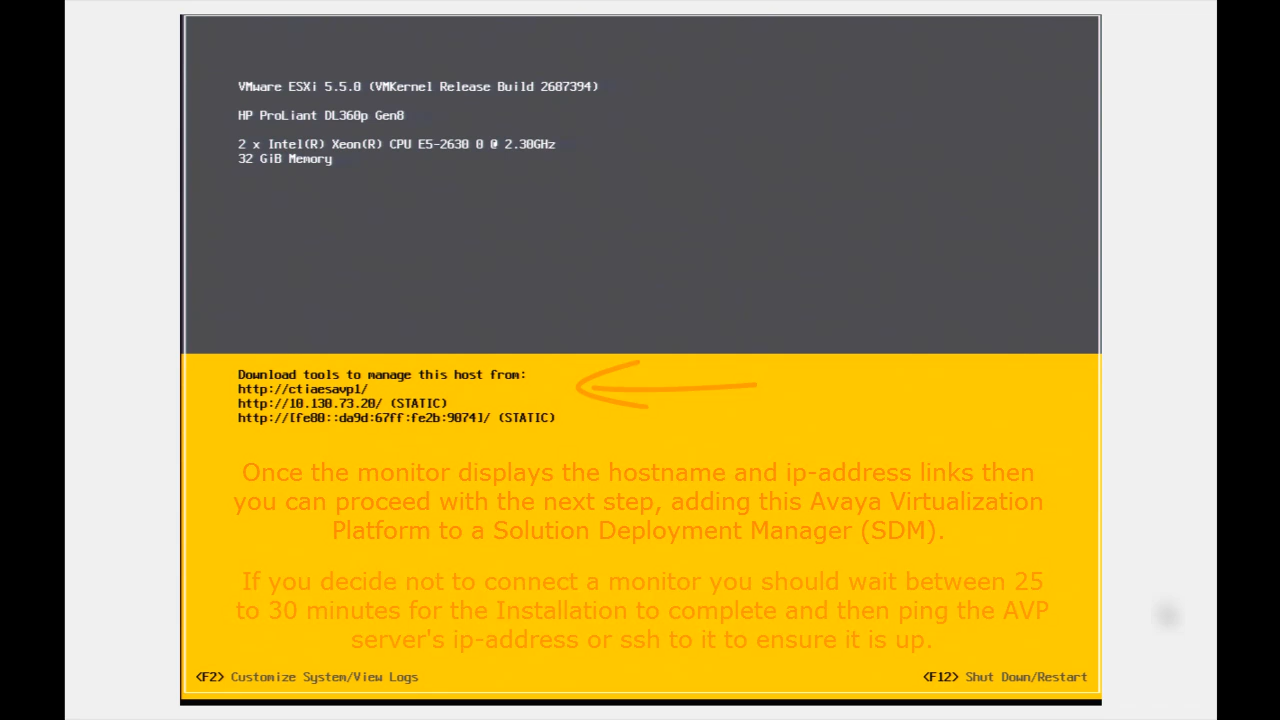 VMware ESXi 5.5.0 (VMKernel Release Build 2687394)
HP ProLiant DL360p Gen8
2 x Intel(R) Xeon(R) CPU E5-2630 0 @ 2.30GHz
32 GiB Memory
Download tools to manage this host from:
http://ctiaesavp1/
http://10.130.73.20/ (STATIC)
http://[fe80::da9d:67ff:fe2b:9074]/ (STATIC)
Once the monitor displays the hostname and ip-address links then
you can proceed with the next step, adding this Avaya Virtualization
Platform to a Solution Deployment Manager (SDM).
If you decide not to connect a monitor you should wait between 25
to 30 minutes for the Installation to complete and then ping the AVP
server's ip-address or ssh to it to ensure it is up.
<F2> Customize System/View Logs
<F12> Shut Down/Restart